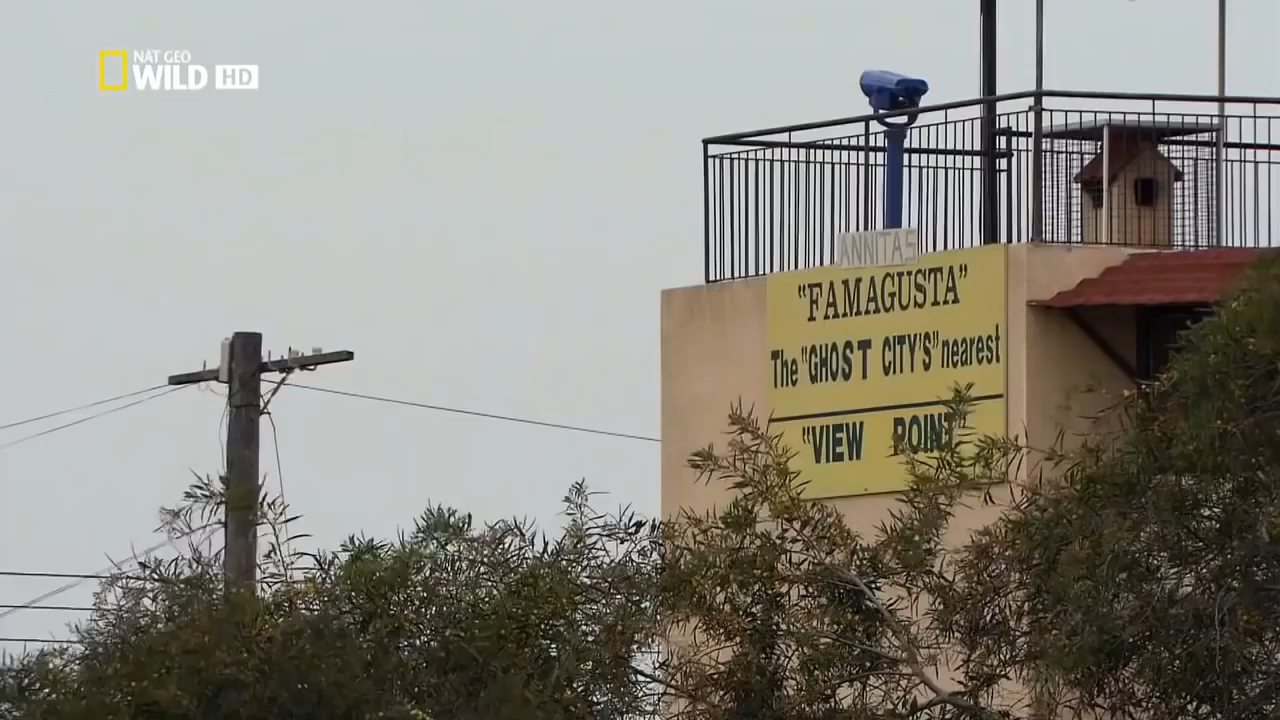 NAT GEO
WILD HD
ANNITAS
"FAMAGUSTA"
The "GHOST CITY'S" nearest
"VIEW POINT"